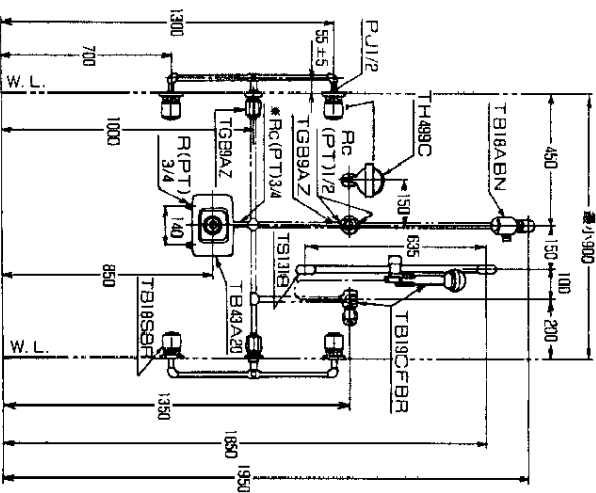 1300
700
W.L.
1000
55±5
PJ1/2
TH499C
TB18ABN
Rc
(PT)1/2
TG89AZ
※Rc(PT)3/4
TGB9AZ
R(PT)
3/4
140
850
150
450
最小900
150
100
200
635
TS131B
TB43A20
TB18SBF
TB19CFBR
W.L.
1350
1850
1950